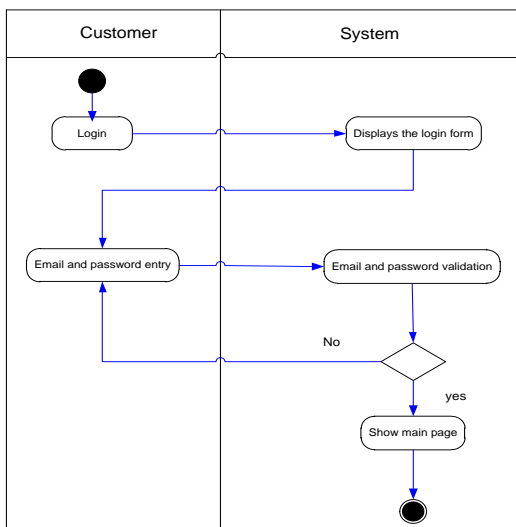 Customer
System
Login
Displays the login form
Email and password entry
Email and password validation
No
yes
Show main page